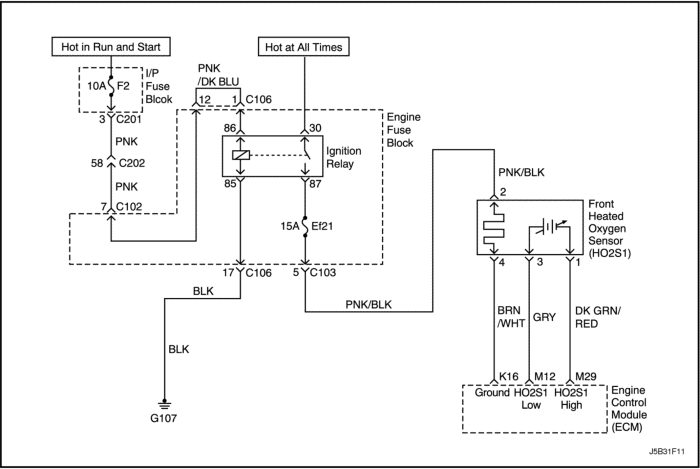 Hot in Run and Start
Hot at All Times
10A F2
I/P
Fuse
Blcok
3 C201
PNK
58 C202
PNK
7 C102
PNK
/DK BLU
12 1 C106
Engine
Fuse
Block
86 30
Ignition
Relay
85 87
15A Ef21
17 C106
5 C103
BLK
BLK
G107
PNK/BLK
PNK/BLK
2
Front
Heated
Oxygen
Sensor
(HO2S1)
4 3 1
BRN
/WHT
GRY
DK GRN/
RED
K16 M12 M29
Ground HO2S1 HO2S1
Low High
Engine
Control
Module
(ECM)
J5B31F11